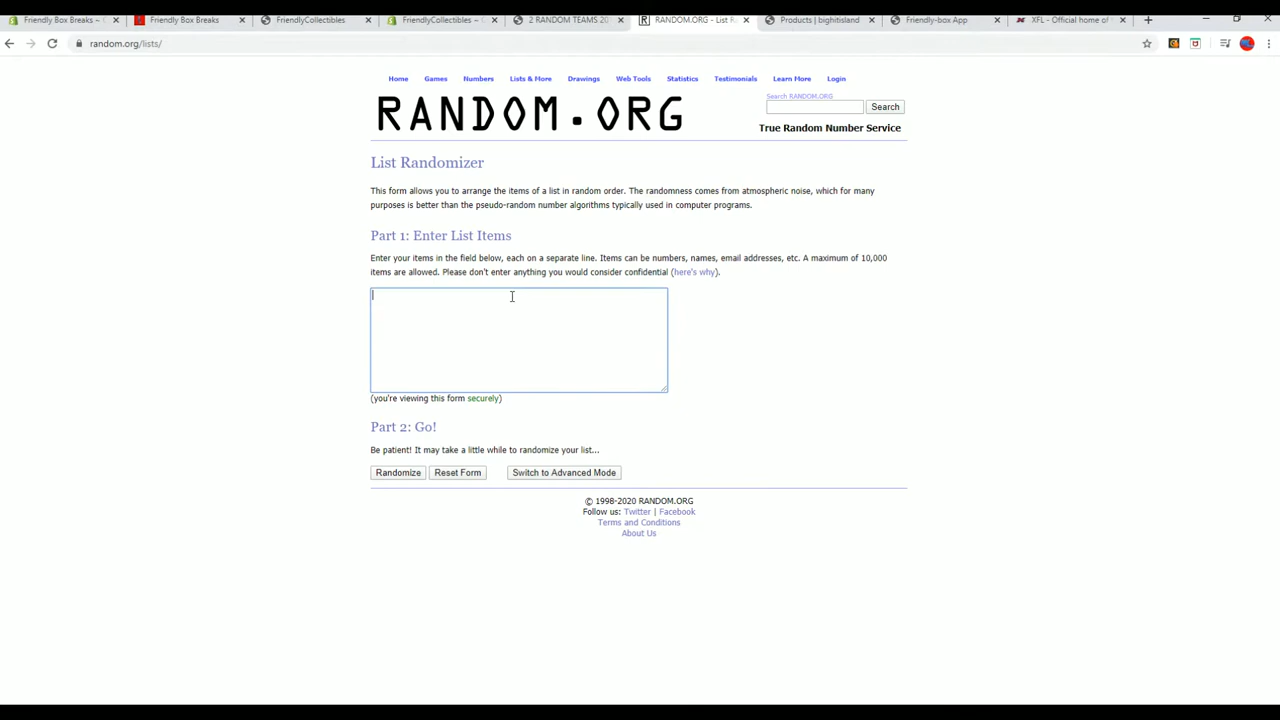 Friendly Box Breaks ~
Friendly Box Breaks
FriendlyCollectibles
FriendlyCollectibles ~
2 RANDOM TEAMS 20
RANDOM.ORG - List R
Products | bighitisland
Friendly-box App
XFL - Official home of
random.org/lists/
Home Games Numbers Lists & More Drawings Web Tools Statistics Testimonials Learn More Login
RANDOM.ORG
Search RANDOM.ORG
Search
True Random Number Service
List Randomizer
This form allows you to arrange the items of a list in random order. The randomness comes from atmospheric noise, which for many
purposes is better than the pseudo-random number algorithms typically used in computer programs.
Part 1: Enter List Items
Enter your items in the field below, each on a separate line. Items can be numbers, names, email addresses, etc. A maximum of 10,000
items are allowed. Please don't enter anything you would consider confidential (here's why).
(you're viewing this form securely)
Part 2: Go!
Be patient! It may take a little while to randomize your list...
Randomize Reset Form Switch to Advanced Mode
© 1998-2020 RANDOM.ORG
Follow us: Twitter | Facebook
Terms and Conditions
About Us